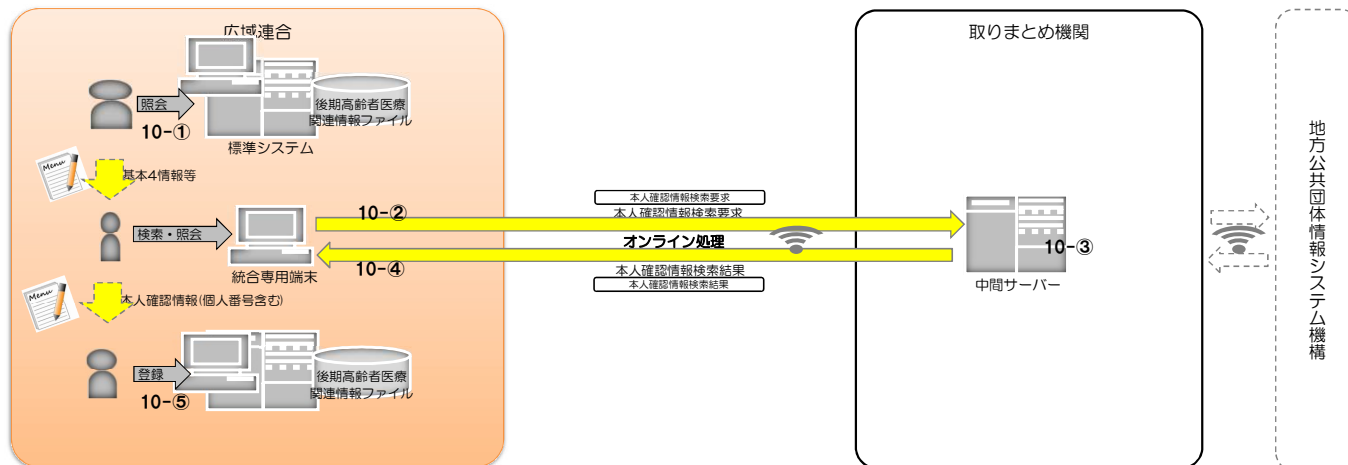 広域連合
照会
10-①
後期高齢者医療
関連情報ファイル
標準システム
Menu
基本4情報等
検索・照会
統合専用端末
10-②
本人確認情報検索要求
本人確認情報検索要求
オンライン処理
10-④
本人確認情報検索結果
本人確認情報検索結果
Menu
本人確認情報(個人番号含む)
登録
10-⑤
後期高齢者医療
関連情報ファイル
取りまとめ機関
10-③
中間サーバー
地方公共団体情報システム機構